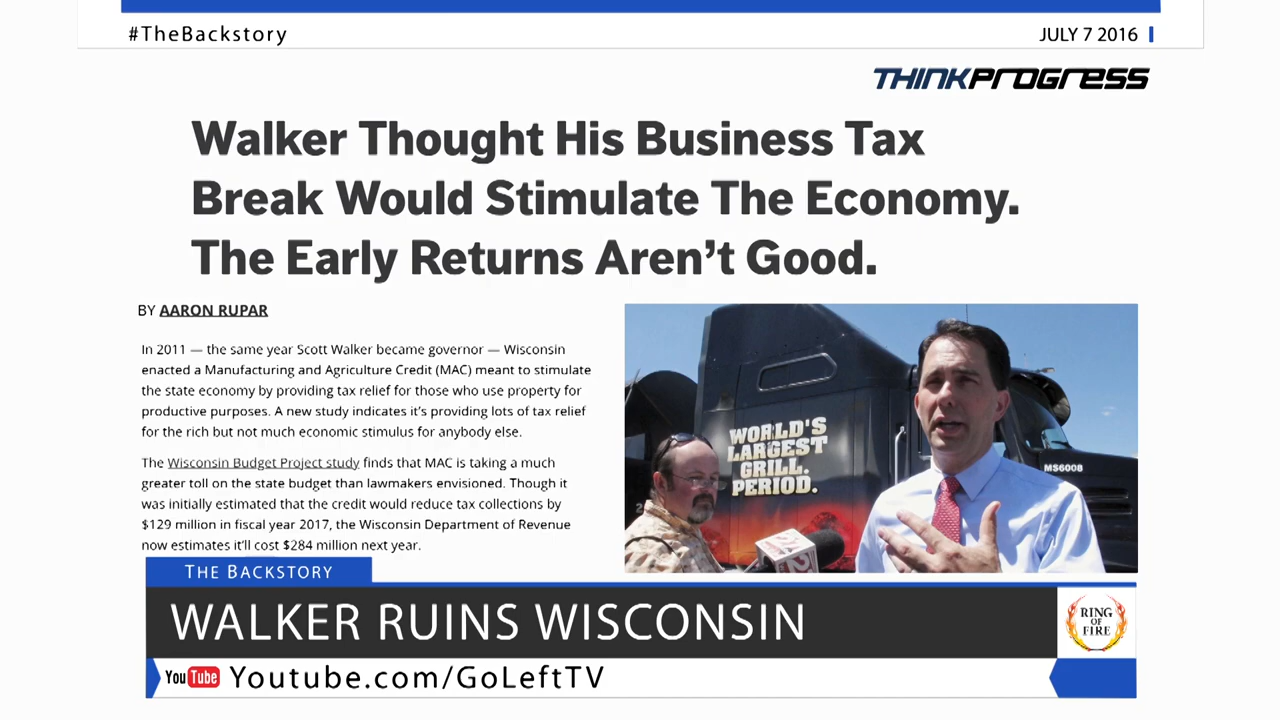 #TheBackstory
JULY 7 2016
THINKPROGRESS
Walker Thought His Business Tax
Break Would Stimulate The Economy.
The Early Returns Aren’t Good.
BY AARON RUPAR
In 2011 — the same year Scott Walker became governor — Wisconsin
enacted a Manufacturing and Agriculture Credit (MAC) meant to stimulate
the state economy by providing tax relief for those who use property for
productive purposes. A new study indicates it’s providing lots of tax relief
for the rich but not much economic stimulus for anybody else.
The Wisconsin Budget Project study finds that MAC is taking a much
greater toll on the state budget than lawmakers envisioned. Though it
was initially estimated that the credit would reduce tax collections by
$129 million in fiscal year 2017, the Wisconsin Department of Revenue
now estimates it’ll cost $284 million next year.
WORLD'S
LARGEST
GRILL.
PERIOD.
MS6008
THE BACKSTORY
WALKER RUINS WISCONSIN
RING
OF
FIRE
YouTube Youtube.com/GoLeftTV